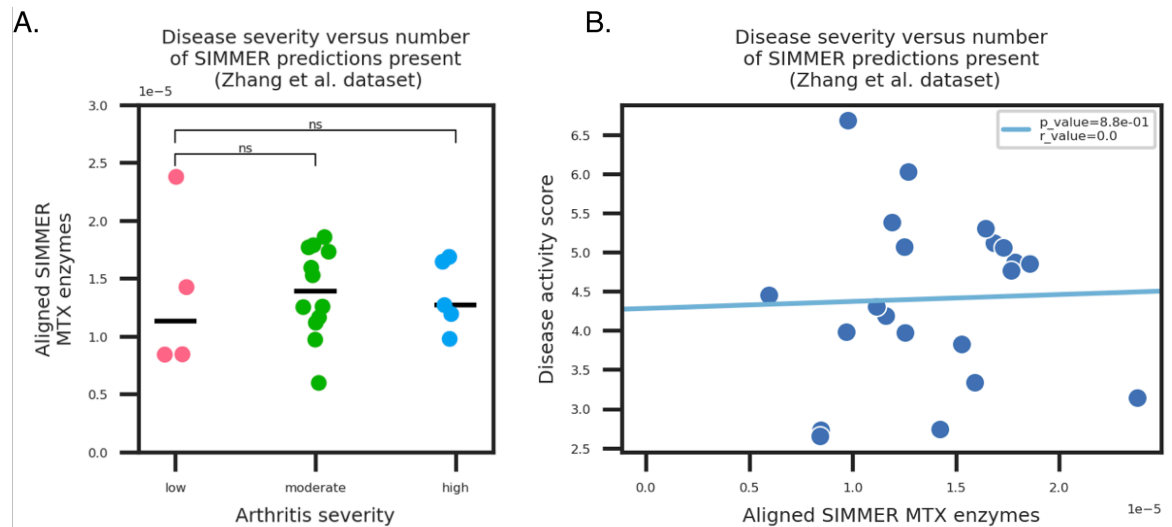 A.
Disease severity versus number
of SIMMER predictions present
(Zhang et al. dataset)
1e−5
3.0
2.5
2.0
1.5
1.0
0.5
0.0
ns
ns
Aligned SIMMER
MTX enzymes
low
moderate
high
Arthritis severity
B.
Disease severity versus number
of SIMMER predictions present
(Zhang et al. dataset)
p_value=8.8e-01
r_value=0.0
6.5
6.0
5.5
5.0
4.5
4.0
3.5
3.0
2.5
Disease activity score
0.0
0.5
1.0
1.5
2.0
1e−5
Aligned SIMMER MTX enzymes